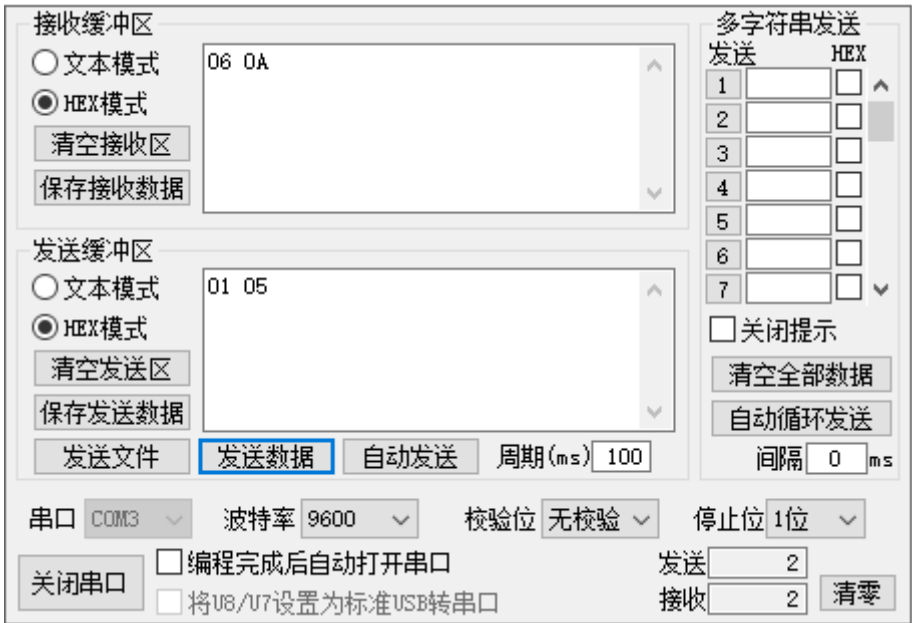 接收缓冲区
文本模式
HEX模式
清空接收区
保存接收数据
06 0A
发送缓冲区
文本模式
HEX模式
清空发送区
保存发送数据
01 05
发送文件 发送数据 自动发送 周期(ms) 100
多字符串发送
发送 HEX
1
2
3
4
5
6
7
关闭提示
清空全部数据
自动循环发送
间隔 0 ms
串口 COM3 波特率 9600 校验位 无校验 停止位 1位
关闭串口
编程完成后自动打开串口
将U8/U7设置为标准USB转串口
发送 2
接收 2
清零